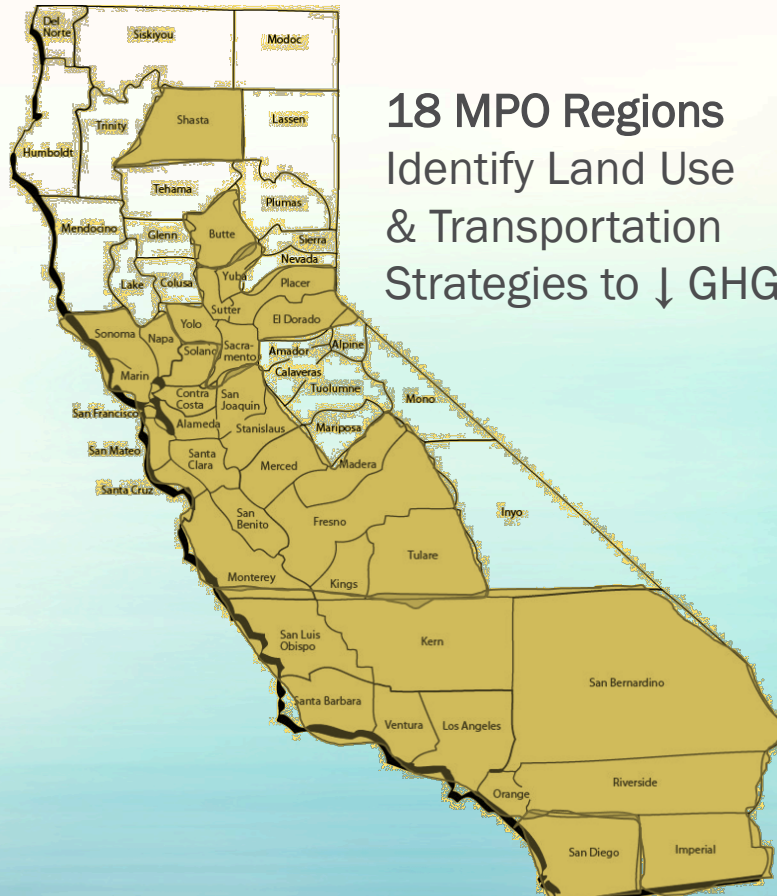 Del
Norte
Siskiyou
Modoc
Shasta
Lassen
Trinity
Humboldt
Tehama
Plumas
Mendocino
Glenn
Butte
Sierra
Nevada
Lake
Colusa
Yuba
Placer
Sutter
Yolo
El Dorado
Sonoma
Napa
Solano
Sacra-
mento
Amador
Alpine
Calaveras
Marin
Tuolumne
Contra
Costa
San
Joaquin
Mono
San Francisco
Alameda
Stanislaus
Mariposa
San Mateo
Santa
Clara
Merced
Madera
Santa Cruz
San
Benito
Fresno
Inyo
Tulare
Monterey
Kings
San Luis
Obispo
Kern
San Bernardino
Santa Barbara
Ventura
Los Angeles
Orange
Riverside
San Diego
Imperial
18 MPO Regions
Identify Land Use
& Transportation
Strategies to ↓ GHG